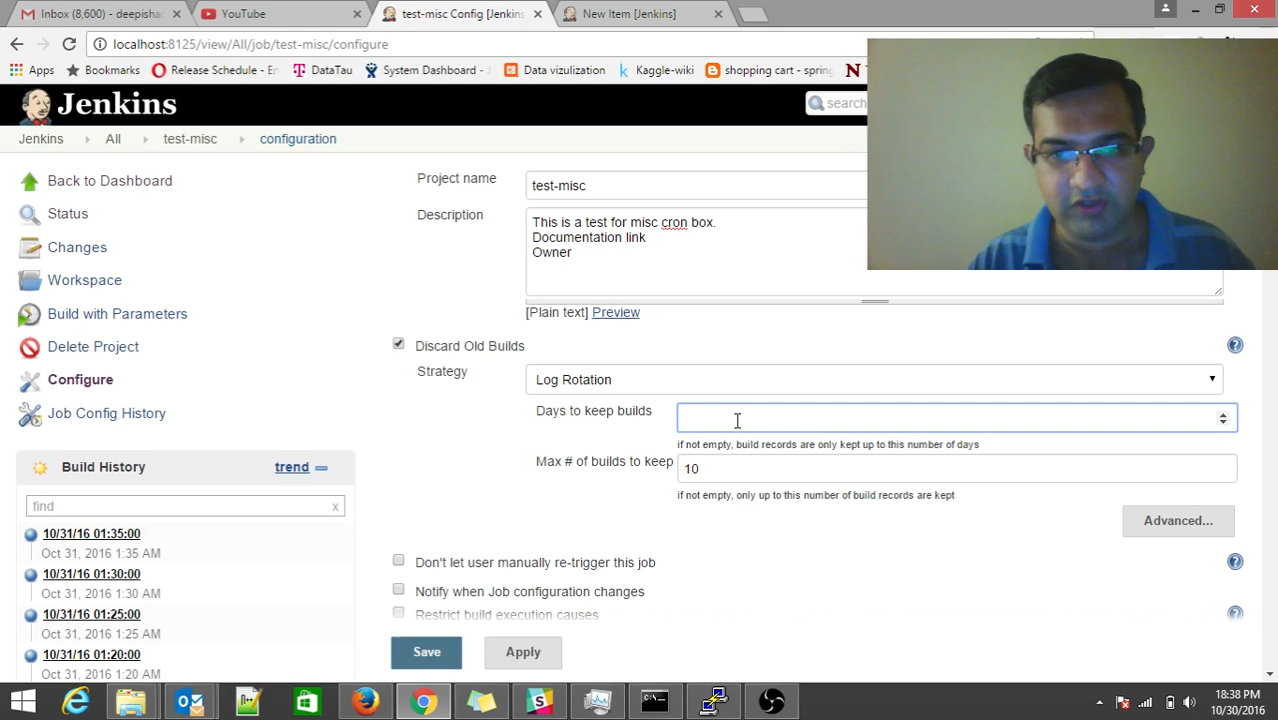 Inbox (8,600) - deepisha
YouTube
test-misc Config [Jenkins
New Item [Jenkins]
localhost:8125/view/All/job/test-misc/configure
Apps
Bookmarks
Release Schedule - En
DataTau
System Dashboard -
Data vizulization
Kaggle-wiki
shopping cart - spring
Jenkins
search
Jenkins
All
test-misc
configuration
Back to Dashboard
Status
Changes
Workspace
Build with Parameters
Delete Project
Configure
Job Config History
Build History
trend
find
x
10/31/16 01:35:00
Oct 31, 2016 1:35 AM
10/31/16 01:30:00
Oct 31, 2016 1:30 AM
10/31/16 01:25:00
Oct 31, 2016 1:25 AM
10/31/16 01:20:00
Oct 31, 2016 1:20 AM
Project name
test-misc
Description
This is a test for misc cron box.
Documentation link
Owner
[Plain text] Preview
Discard Old Builds
Strategy
Log Rotation
Days to keep builds
if not empty, build records are only kept up to this number of days
Max # of builds to keep
10
if not empty, only up to this number of build records are kept
Advanced...
Don't let user manually re-trigger this job
Notify when Job configuration changes
Restrict build execution causes
Save
Apply
18:38 PM
10/30/2016